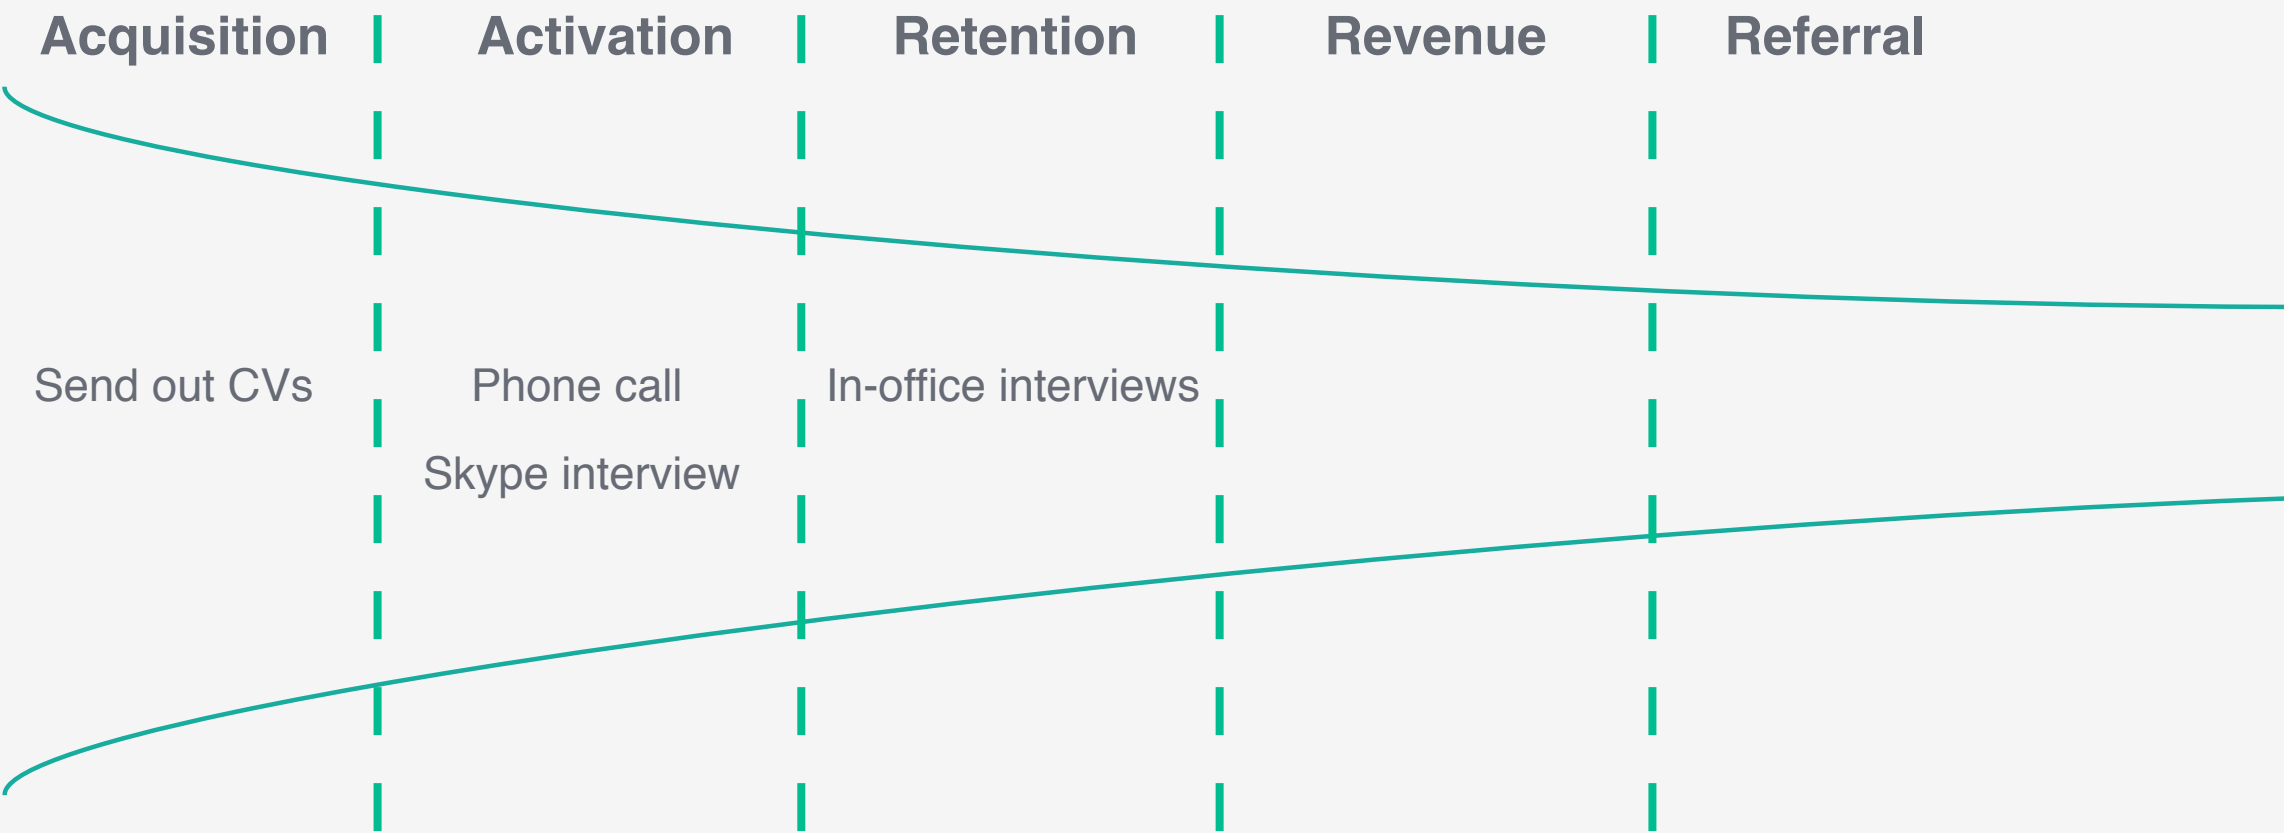 Acquisition
Activation
Retention
Revenue
Referral
Send out CVs
Phone call
In-office interviews
Skype interview